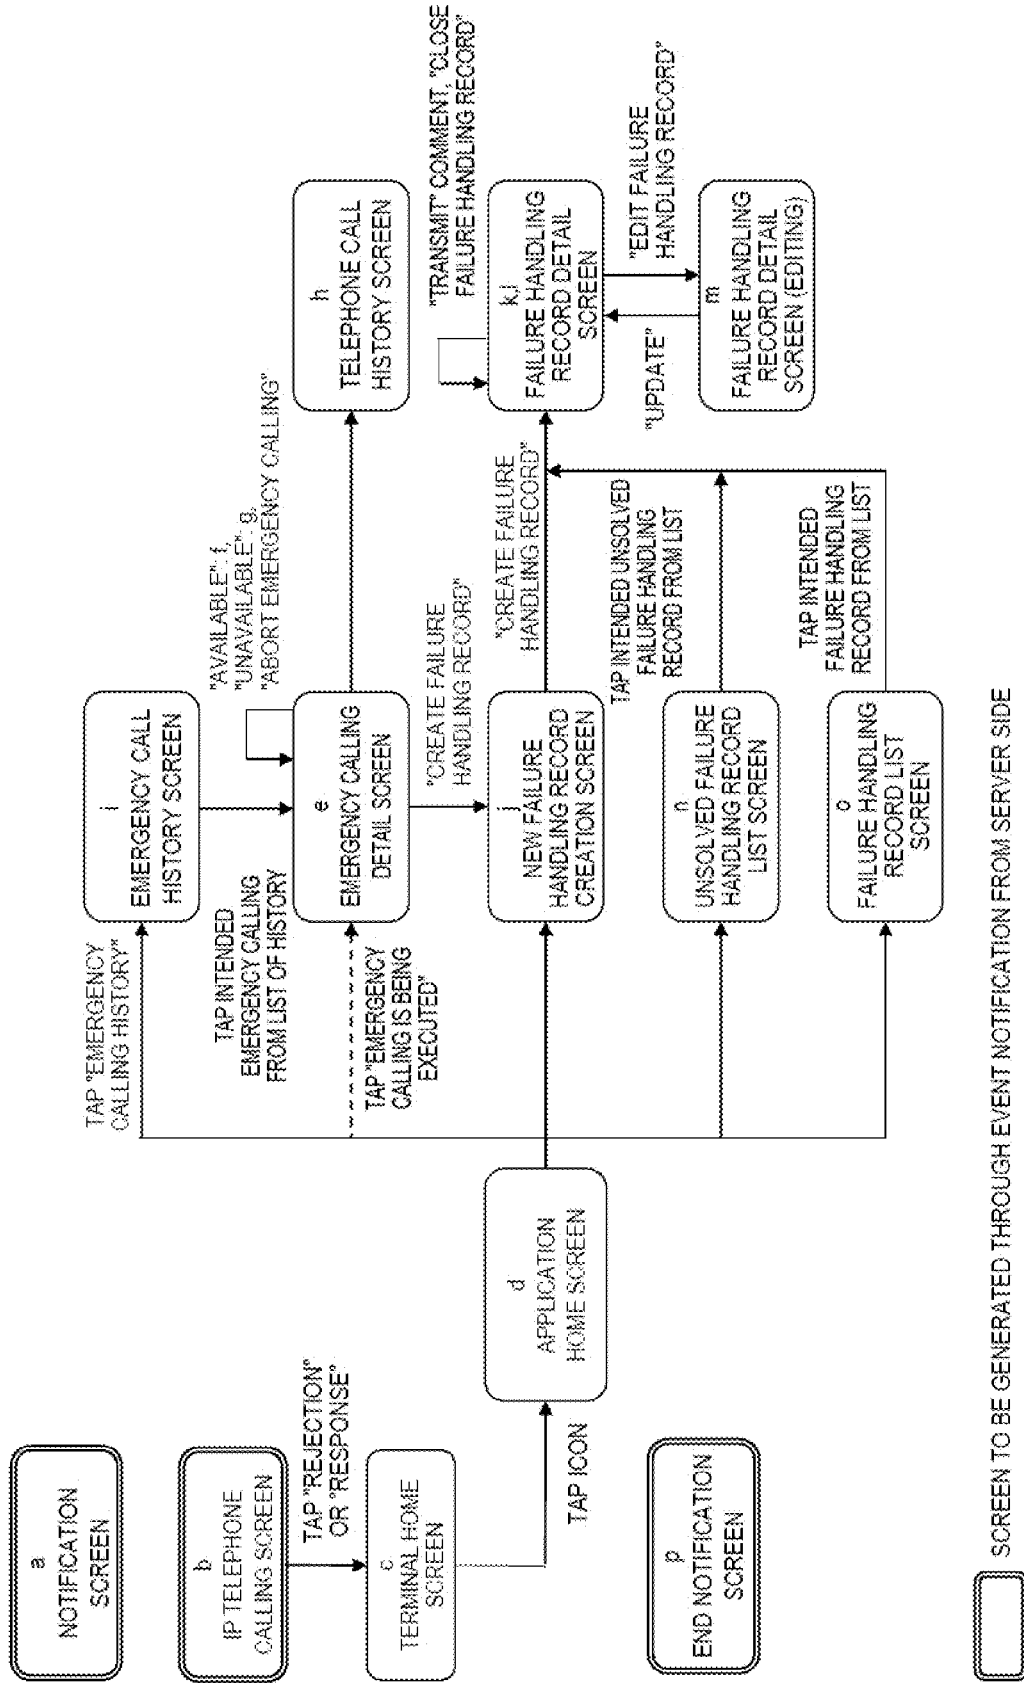 a
NOTIFICATION
SCREEN
b
IP TELEPHONE
CALLING SCREEN
TAP "REJECTION"
OR "RESPONSE"
c
TERMINAL HOME
SCREEN
TAP ICON
p
END NOTIFICATION
SCREEN
d
APPLICATION
HOME SCREEN
TAP "EMERGENCY
CALLING HISTORY"
i
EMERGENCY CALL
HISTORY SCREEN
TAP INTENDED
EMERGENCY CALLING
FROM LIST OF HISTORY
TAP "EMERGENCY
CALLING IS BEING
EXECUTED"
e
EMERGENCY CALLING
DETAIL SCREEN
"AVAILABLE": f,
"UNAVAILABLE": g,
"ABORT EMERGENCY CALLING"
h
TELEPHONE CALL
HISTORY SCREEN
"CREATE FAILURE
HANDLING RECORD"
j
NEW FAILURE
HANDLING RECORD
CREATION SCREEN
"CREATE FAILURE
HANDLING RECORD"
"TRANSMIT" COMMENT, "CLOSE
FAILURE HANDLING RECORD"
k,l
FAILURE HANDLING
RECORD DETAIL
SCREEN
"EDIT FAILURE
HANDLING RECORD"
"UPDATE"
m
FAILURE HANDLING
RECORD DETAIL
SCREEN (EDITING)
n
UNSOLVED FAILURE
HANDLING RECORD
LIST SCREEN
TAP INTENDED UNSOLVED
FAILURE HANDLING
RECORD FROM LIST
o
FAILURE HANDLING
RECORD LIST
SCREEN
TAP INTENDED
FAILURE HANDLING
RECORD FROM LIST
SCREEN TO BE GENERATED THROUGH EVENT NOTIFICATION FROM SERVER SIDE